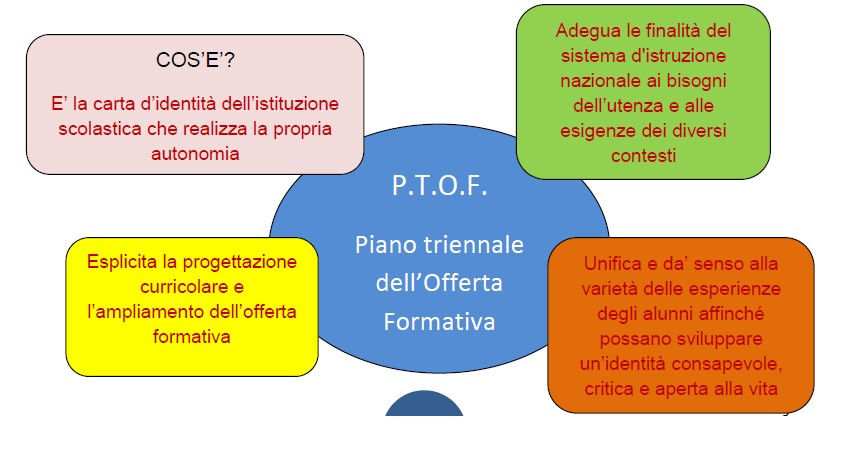 COS’E’?
E’ la carta d’identità dell’istituzione
scolastica che realizza la propria
autonomia
Adegua le finalità del
sistema d'istruzione
nazionale ai bisogni
dell’utenza e alle
esigenze dei diversi
contesti
P.T.O.F.
Piano triennale
dell’Offerta
Formativa
Esplicita la progettazione
curricolare e
l’ampliamento dell’offerta
formativa
Unifica e da’ senso alla
varietà delle esperienze
degli alunni affinché
possano sviluppare
un’identità consapevole,
critica e aperta alla vita